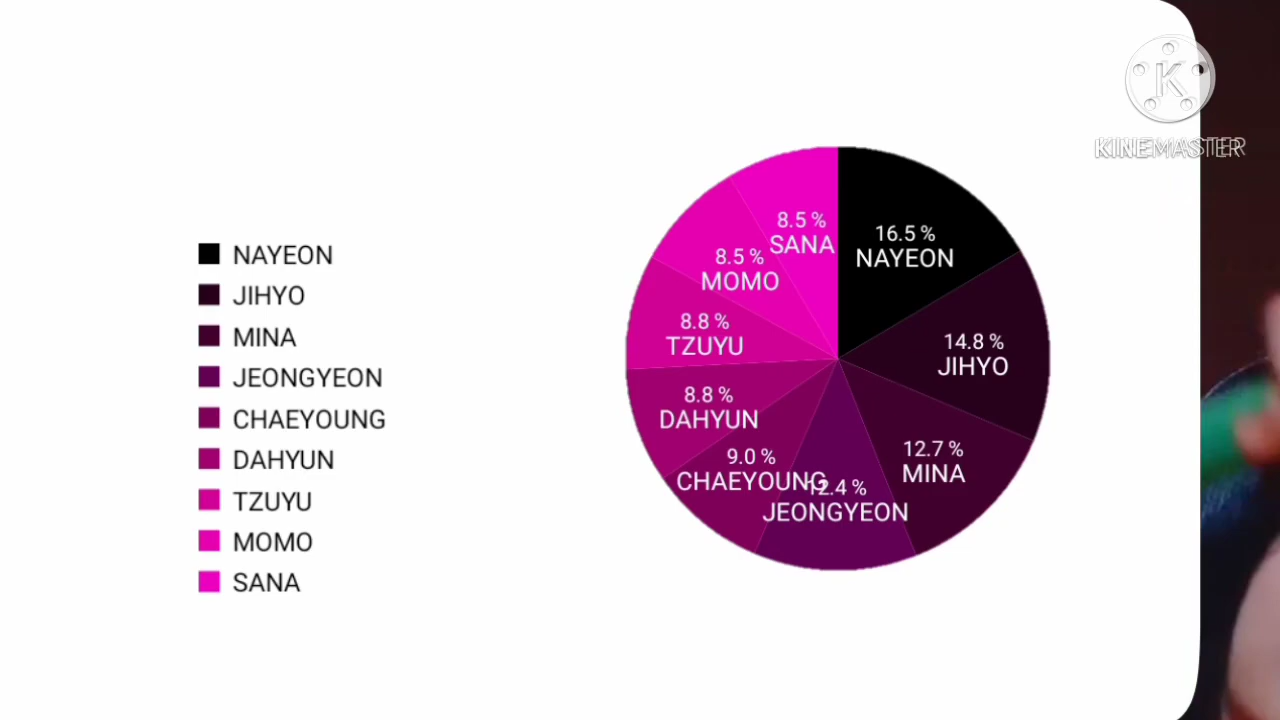 NAYEON
JIHYO
MINA
JEONGYEON
CHAEYOUNG
DAHYUN
TZUYU
MOMO
SANA
8.5 %
SANA
16.5 %
NAYEON
8.5 %
MOMO
14.8 %
JIHYO
8.8 %
TZUYU
8.8 %
DAHYUN
12.7 %
MINA
9.0 %
CHAEYOUNG
12.4 %
JEONGYEON
K
KINEMASTER